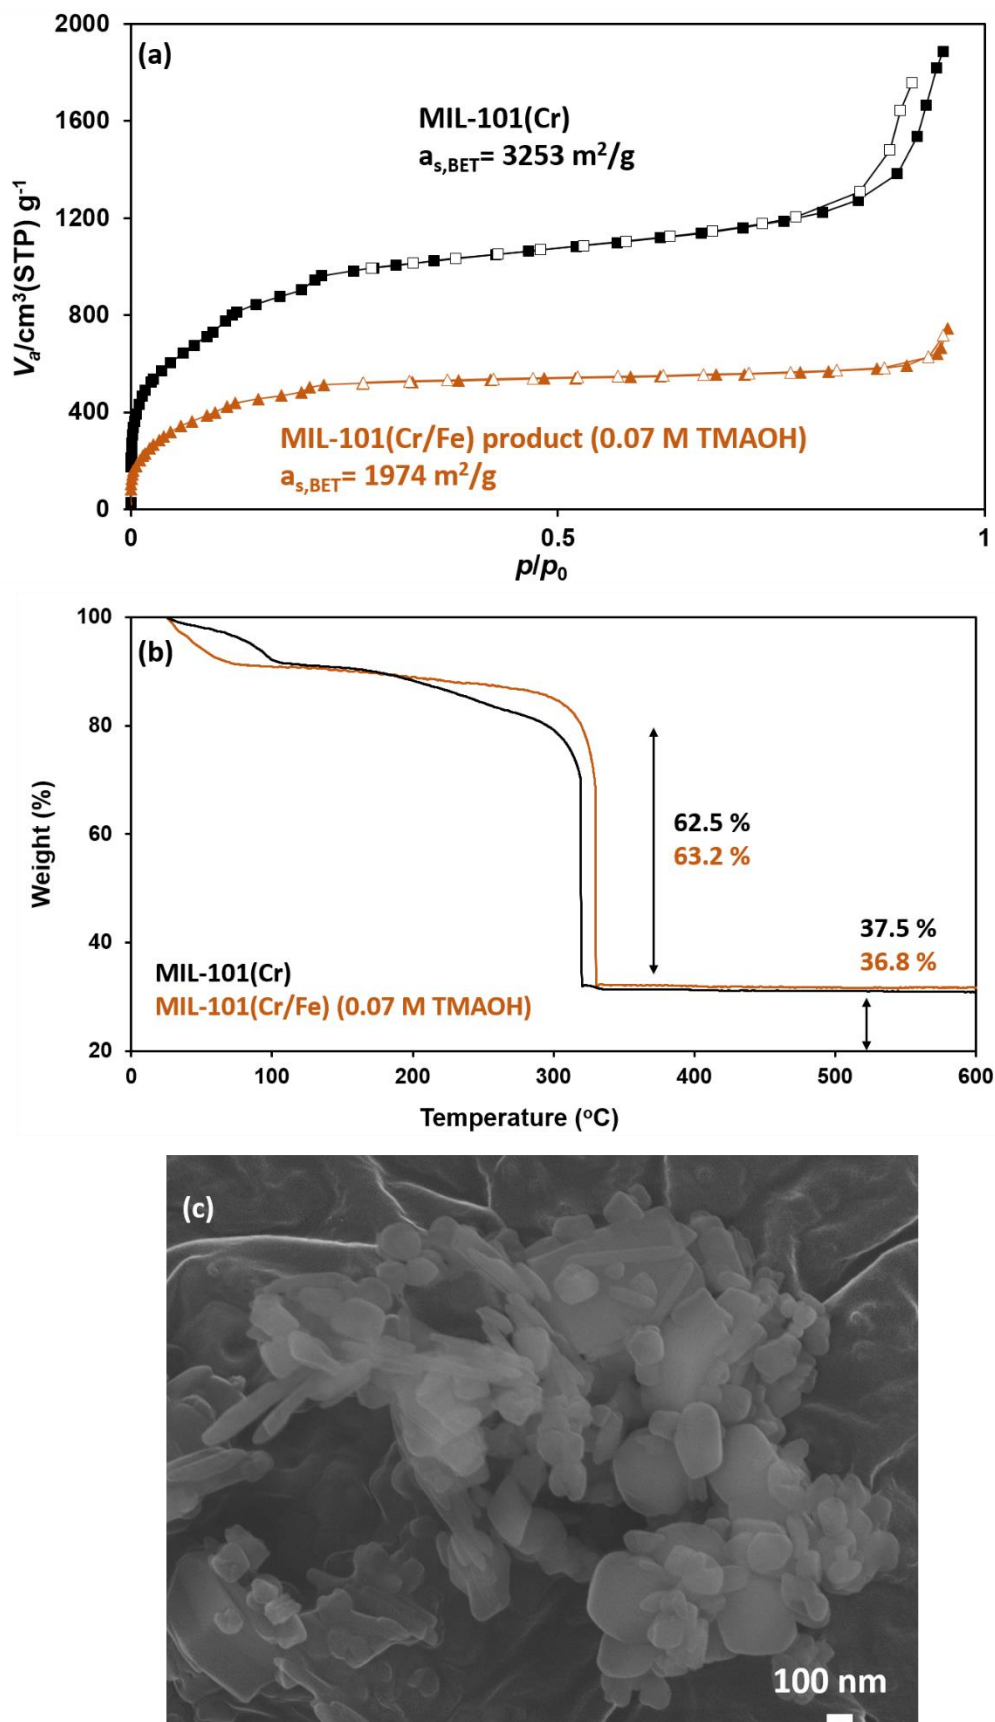 2000
(a)
1600
1200
800
400
0
Va/cm3(STP) g-1
MIL-101(Cr)
as,BET= 3253 m2/g
MIL-101(Cr/Fe) product (0.07 M TMAOH)
as,BET= 1974 m2/g
0
0.5
1
p/p0
100
(b)
80
60
40
20
Weight (%)
62.5 %
63.2 %
37.5 %
36.8 %
MIL-101(Cr)
MIL-101(Cr/Fe) (0.07 M TMAOH)
0
100
200
300
400
500
600
Temperature (oC)
(c)
100 nm